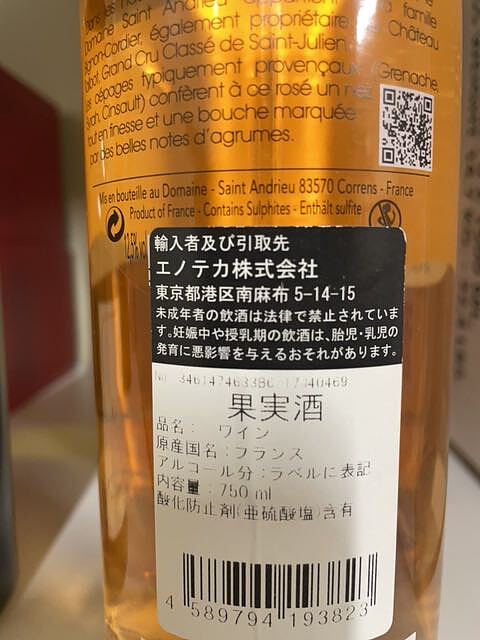 Domaine Saint Andrieu
famille
Baron-Cordier, également propriétaire du Château
Talbot, Grand Cru Classé de Saint-Julien.
Les cépages typiquement provençaux (Grenache,
Syrah, Cinsault) confèrent à ce rosé un nez
tout en finesse et une bouche marquée
par des belles notes d'agrumes.
Mis en bouteille au Domaine - Saint Andrieu 83570 Correns - France
Product of France - Contains Sulphites - Enthält sulfite
12,5% vol
輸入者及び引取先
エノテカ株式会社
東京都港区南麻布 5-14-15
未成年者の飲酒は法律で禁止されていま
す。妊娠中や授乳期の飲酒は、胎児・乳児の
発育に悪影響を与えるおそれがあります。
No.
果実酒
品名： ワイン
原産国名：フランス
アルコール分：ラベルに表記
内容量：750 ml
酸化防止剤(亜硫酸塩)含有
4 589794 193823